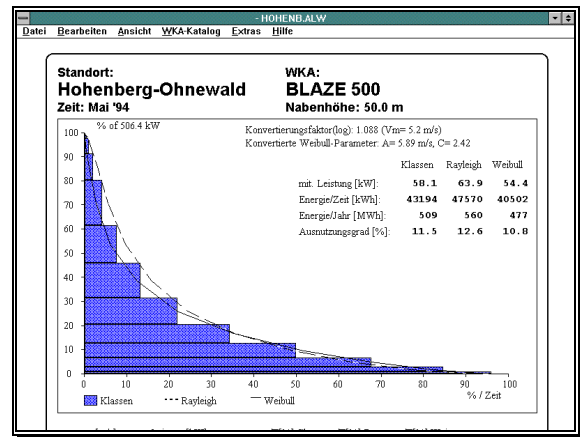 - HOHENB.ALW
Datei Bearbeiten Ansicht WKA-Katalog Extras Hilfe
Standort: WKA:
Hohenberg-Ohnewald BLAZE 500
Zeit: Mai '94 Nabenhöhe: 50.0 m
% of 506.4 kW
Konvertierungsfaktor(log): 1.088 (Vm= 5.2 m/s)
Konvertierte Weibull-Parameter: A= 5.89 m/s, C= 2.42
Klassen Rayleigh Weibull
mit. Leistung [kW]: 58.1 63.9 54.4
Energie/Zeit [kWh]: 43194 47570 40502
Energie/Jahr [MWh]: 509 560 477
Ausnutzungsgrad [%]: 11.5 12.6 10.8
100
90
80
70
60
50
40
30
20
10
0
0 10 20 30 40 50 60 70 80 90 100
% / Zeit
Klassen Rayleigh Weibull